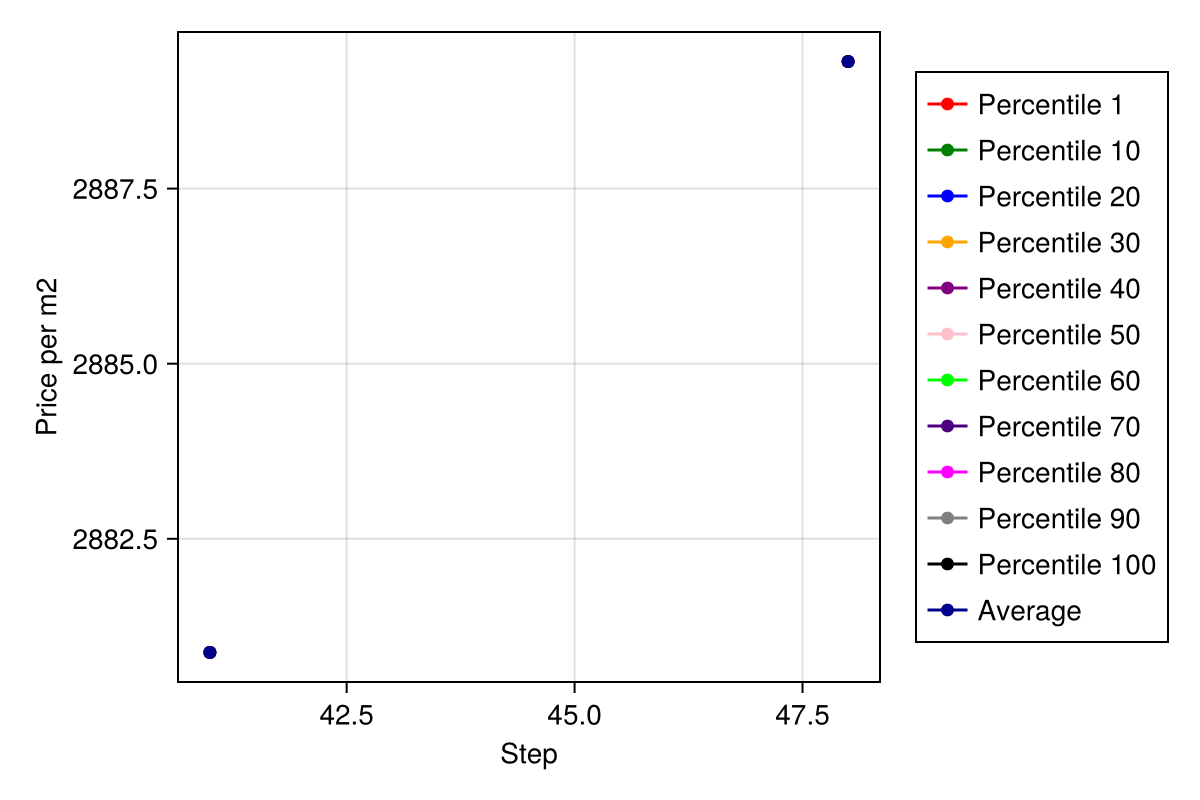 Price per m2
2887.5
2885.0
2882.5
42.5
45.0
47.5
Step
Percentile 1
Percentile 10
Percentile 20
Percentile 30
Percentile 40
Percentile 50
Percentile 60
Percentile 70
Percentile 80
Percentile 90
Percentile 100
Average